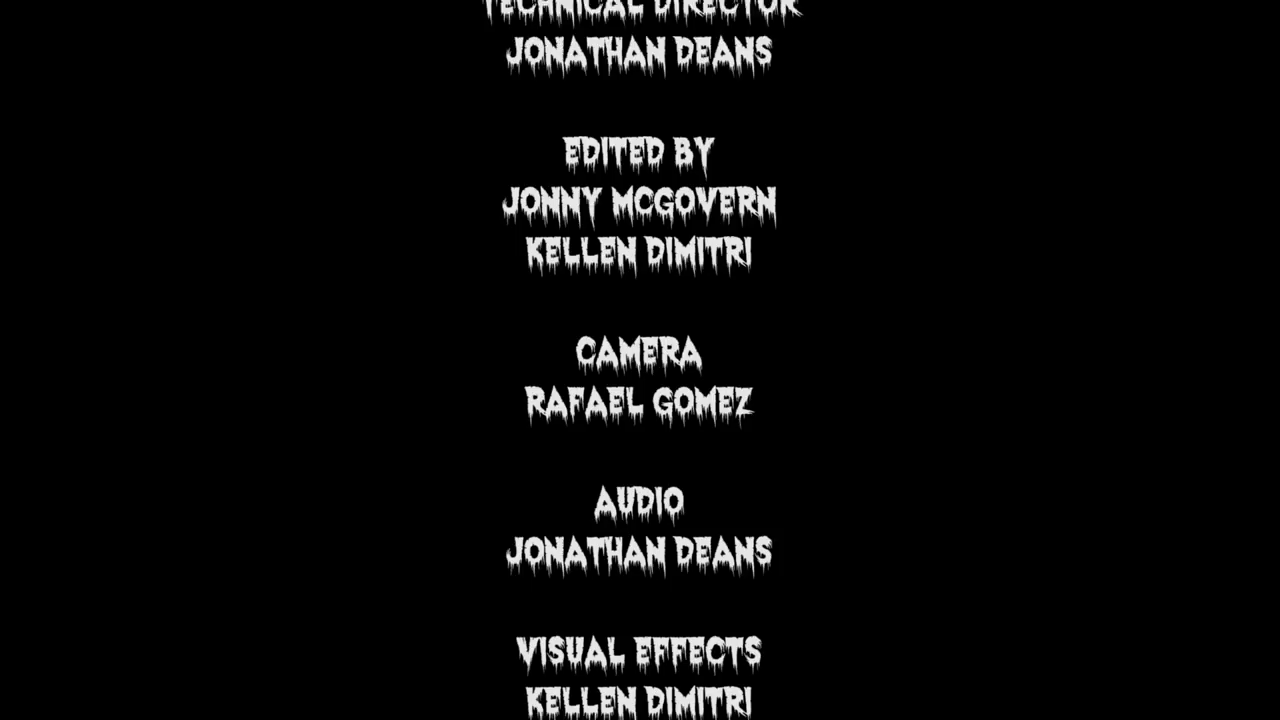 TECHNICAL DIRECTOR
JONATHAN DEANS
EDITED BY
JONNY MCGOVERN
KELLEN DIMITRI
CAMERA
RAFAEL GOMEZ
AUDIO
JONATHAN DEANS
VISUAL EFFECTS
KELLEN DIMITRI